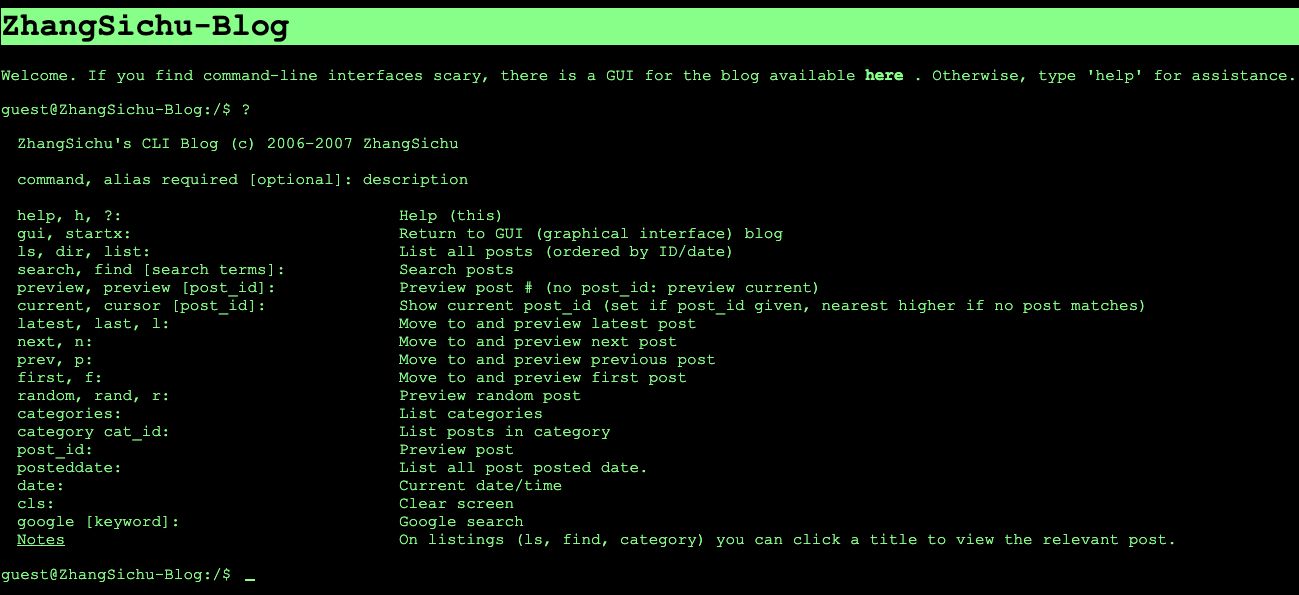 ZhangSichu-Blog
Welcome. If you find command-line interfaces scary, there is a GUI for the blog available here . Otherwise, type 'help' for assistance.
guest@ZhangSichu-Blog:/$ ?
ZhangSichu's CLI Blog (c) 2006-2007 ZhangSichu
command, alias required [optional]: description
help, h, ?: Help (this)
gui, startx: Return to GUI (graphical interface) blog
ls, dir, list: List all posts (ordered by ID/date)
search, find [search terms]: Search posts
preview, preview [post_id]: Preview post # (no post_id: preview current)
current, cursor [post_id]: Show current post_id (set if post_id given, nearest higher if no post matches)
latest, last, l: Move to and preview latest post
next, n: Move to and preview next post
prev, p: Move to and preview previous post
first, f: Move to and preview first post
random, rand, r: Preview random post
categories: List categories
category cat_id: List posts in category
post_id: Preview post
posteddate: List all post posted date.
date: Current date/time
cls: Clear screen
google [keyword]: Google search
Notes On listings (ls, find, category) you can click a title to view the relevant post.
guest@ZhangSichu-Blog:/$ _